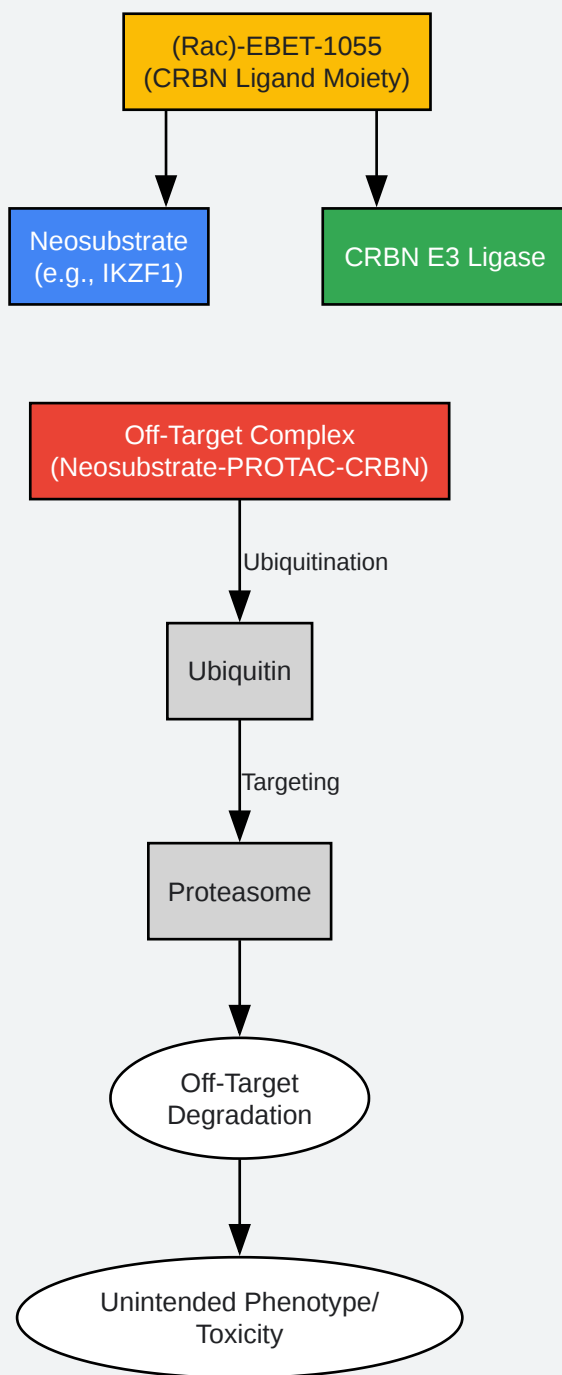 (Rac)-EBET-1055
(CRBN Ligand Moiety)
Neosubstrate
(e.g., IKZF1)
CRBN E3 Ligase
Off-Target Complex
(Neosubstrate-PROTAC-CRBN)
Ubiquitination
Ubiquitin
Targeting
Proteasome
Off-Target
Degradation
Unintended Phenotype/
Toxicity